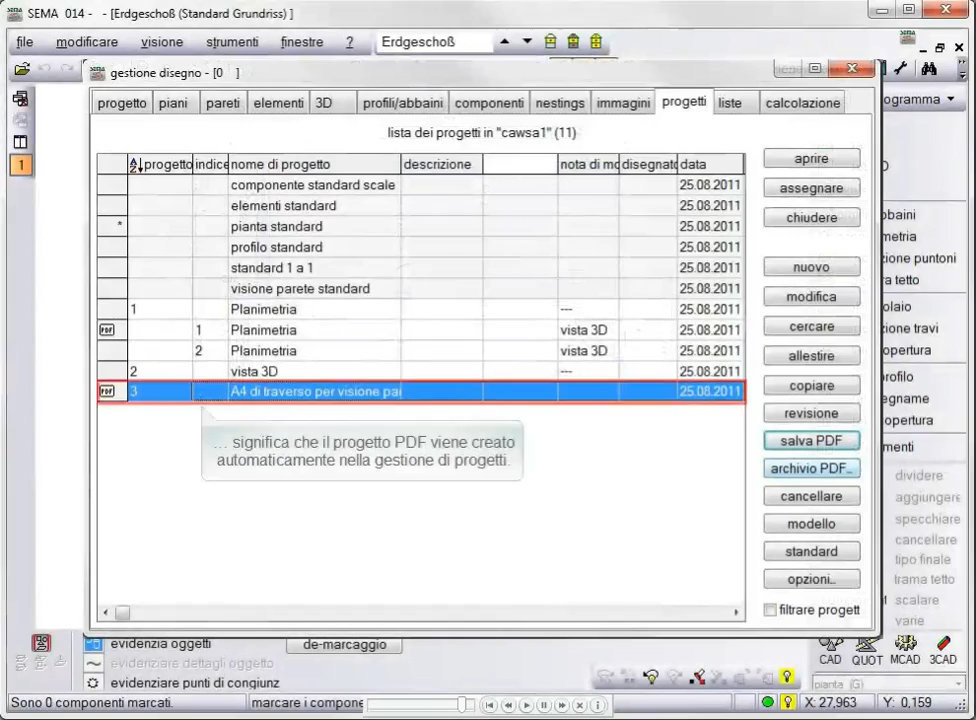 SEMA 014 - - [Erdgeschoß (Standard Grundriss) ]
file modificare visione strumenti finestre ? Erdgeschoß
gestione disegno - [0 ]
progetto piani pareti elementi 3D profili/abbaini componenti nestings immagini progetti liste calcolazione
lista dei progetti in "cawsa1" (11)
progetto indice nome di progetto descrizione nota di mo disegnato data
componente standard scale 25.08.2011
elementi standard 25.08.2011
* pianta standard 25.08.2011
profilo standard 25.08.2011
standard 1 a 1 25.08.2011
visione parete standard 25.08.2011
1 Planimetria --- 25.08.2011
PDF 1 Planimetria vista 3D 25.08.2011
2 Planimetria vista 3D 25.08.2011
2 vista 3D --- 25.08.2011
PDF 3 A4 di traverso per visione pai 25.08.2011
... significa che il progetto PDF viene creato
automaticamente nella gestione di progetti.
aprire
assegnare
chiudere
nuovo
modifica
cercare
allestire
copiare
revisione
salva PDF
archivio PDF...
cancellare
modello
standard
opzioni..
filtrare progett
ogramma
bbaini
metria
zione puntoni
ra tetto
olaio
ione travi
opertura
rofilo
segname
opertura
menti
dividere
aggiungere
specchiare
cancellare
tipo finale
trama tetto
scalare
varie
1
evidenzia oggetti de-marcaggio
evidenziare dettagli oggetto
evidenziare punti di congiunz
CAD QUOT MCAD 3CAD
pianta (G)
Sono 0 componenti marcati. marcare i compone X: 27,963 Y: 0,159